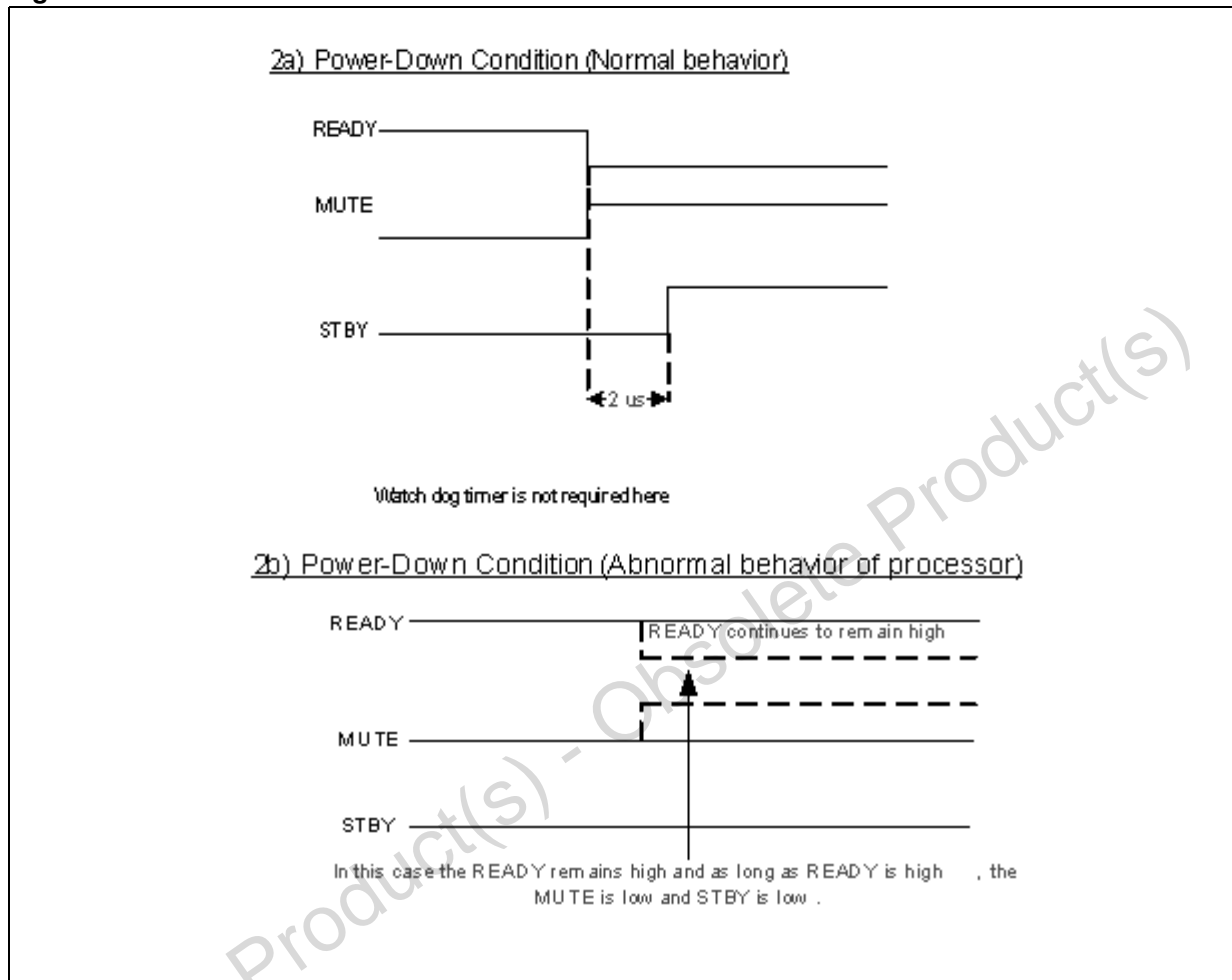 2a) Power-Down Condition (Normal behavior)
READY
MUTE
STBY
2 us
Watch dog timer is not required here
2b) Power-Down Condition (Abnormal behavior of processor)
READY
READY continues to remain high
MUTE
STBY
In this case the READY remains high and as long as READY is high , the
MUTE is low and STBY is low .
Product(s) - Obsolete Product(s)